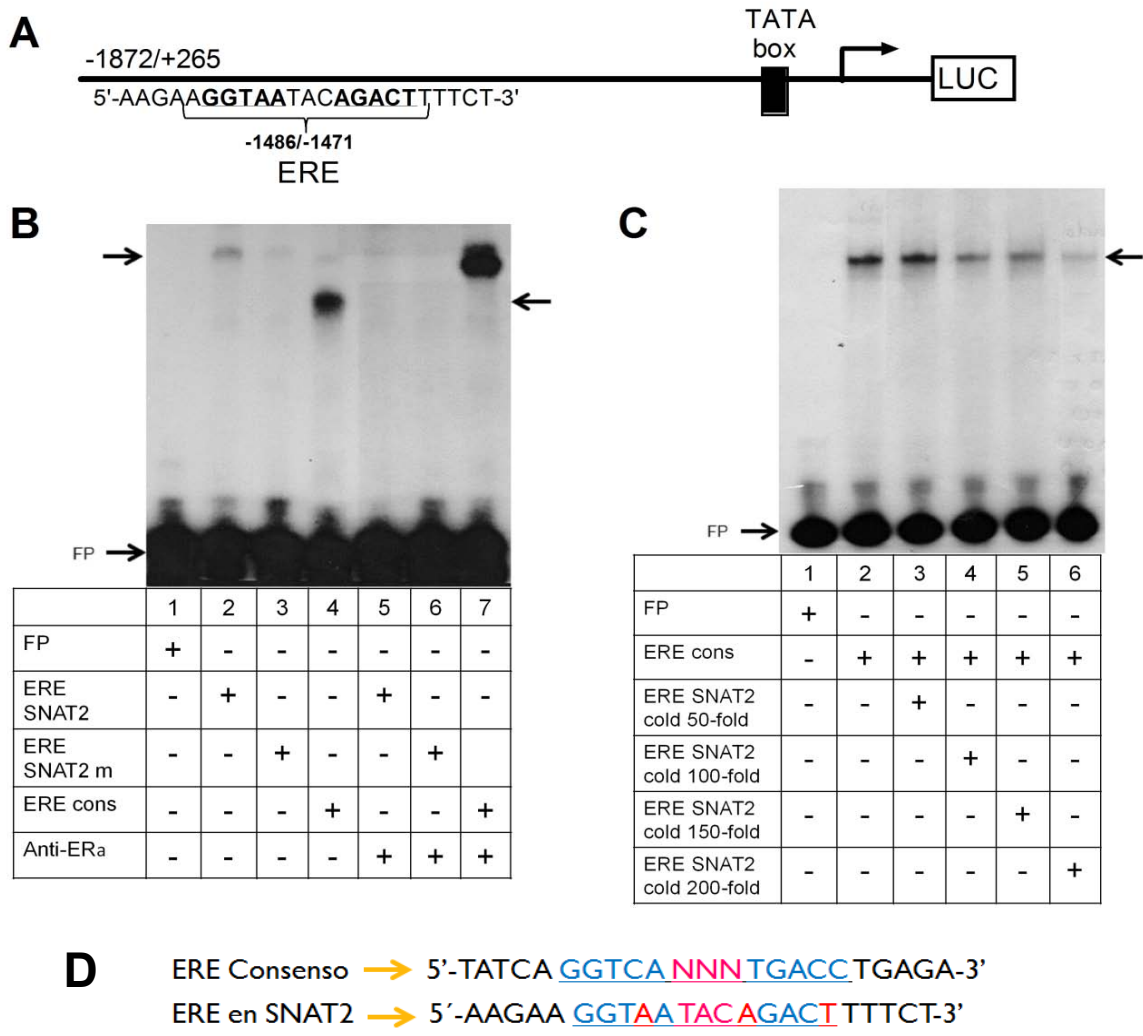 A
-1872/+265
TATA
box
LUC
5'-AAGAAGGTAATACAGACTTTTCT-3'
-1486/-1471
ERE
B
FP
1 2 3 4 5 6 7
FP + - - - - - -
ERE SNAT2 - + - - + - -
ERE SNAT2 m - - + - - +
ERE cons - - - + - - +
Anti-ERa - - - - + + +
C
FP
1 2 3 4 5 6
FP + - - - - -
ERE cons - + + + + +
ERE SNAT2 cold 50-fold - - + - - -
ERE SNAT2 cold 100-fold - - - + - -
ERE SNAT2 cold 150-fold - - - - + -
ERE SNAT2 cold 200-fold - - - - - +
D
ERE Consenso 5'-TATCA GGTCA NNN TGACC TGAGA-3'
ERE en SNAT2 5´-AAGAA GGTAA TAC AGACT TTTCT-3'